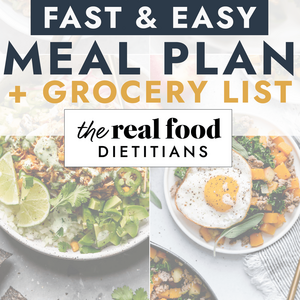 FAST & EASY
MEAL PLAN
+ GROCERY LIST
the real food
DIETITIANS